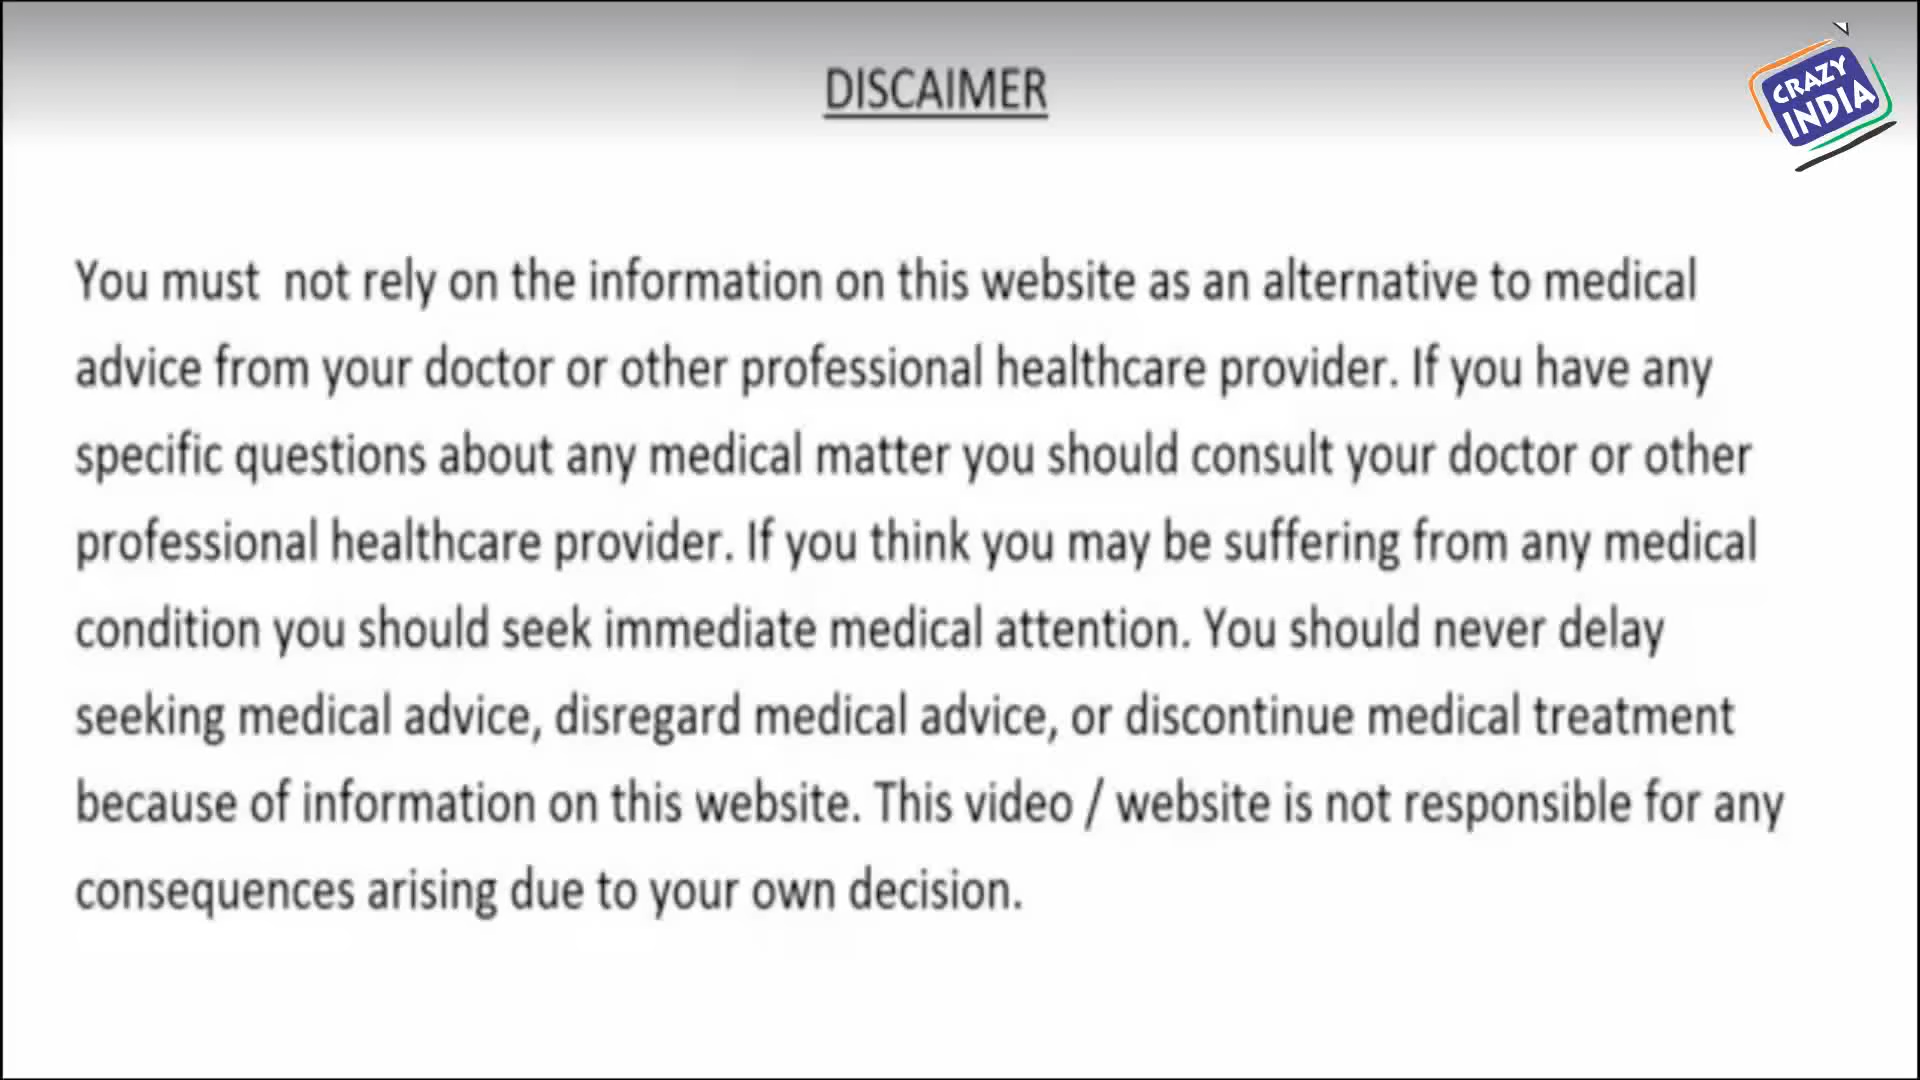 DISCAIMER
CRAZY
INDIA
You must  not rely on the information on this website as an alternative to medical
advice from your doctor or other professional healthcare provider. If you have any
specific questions about any medical matter you should consult your doctor or other
professional healthcare provider. If you think you may be suffering from any medical
condition you should seek immediate medical attention. You should never delay
seeking medical advice, disregard medical advice, or discontinue medical treatment
because of information on this website. This video / website is not responsible for any
consequences arising due to your own decision.